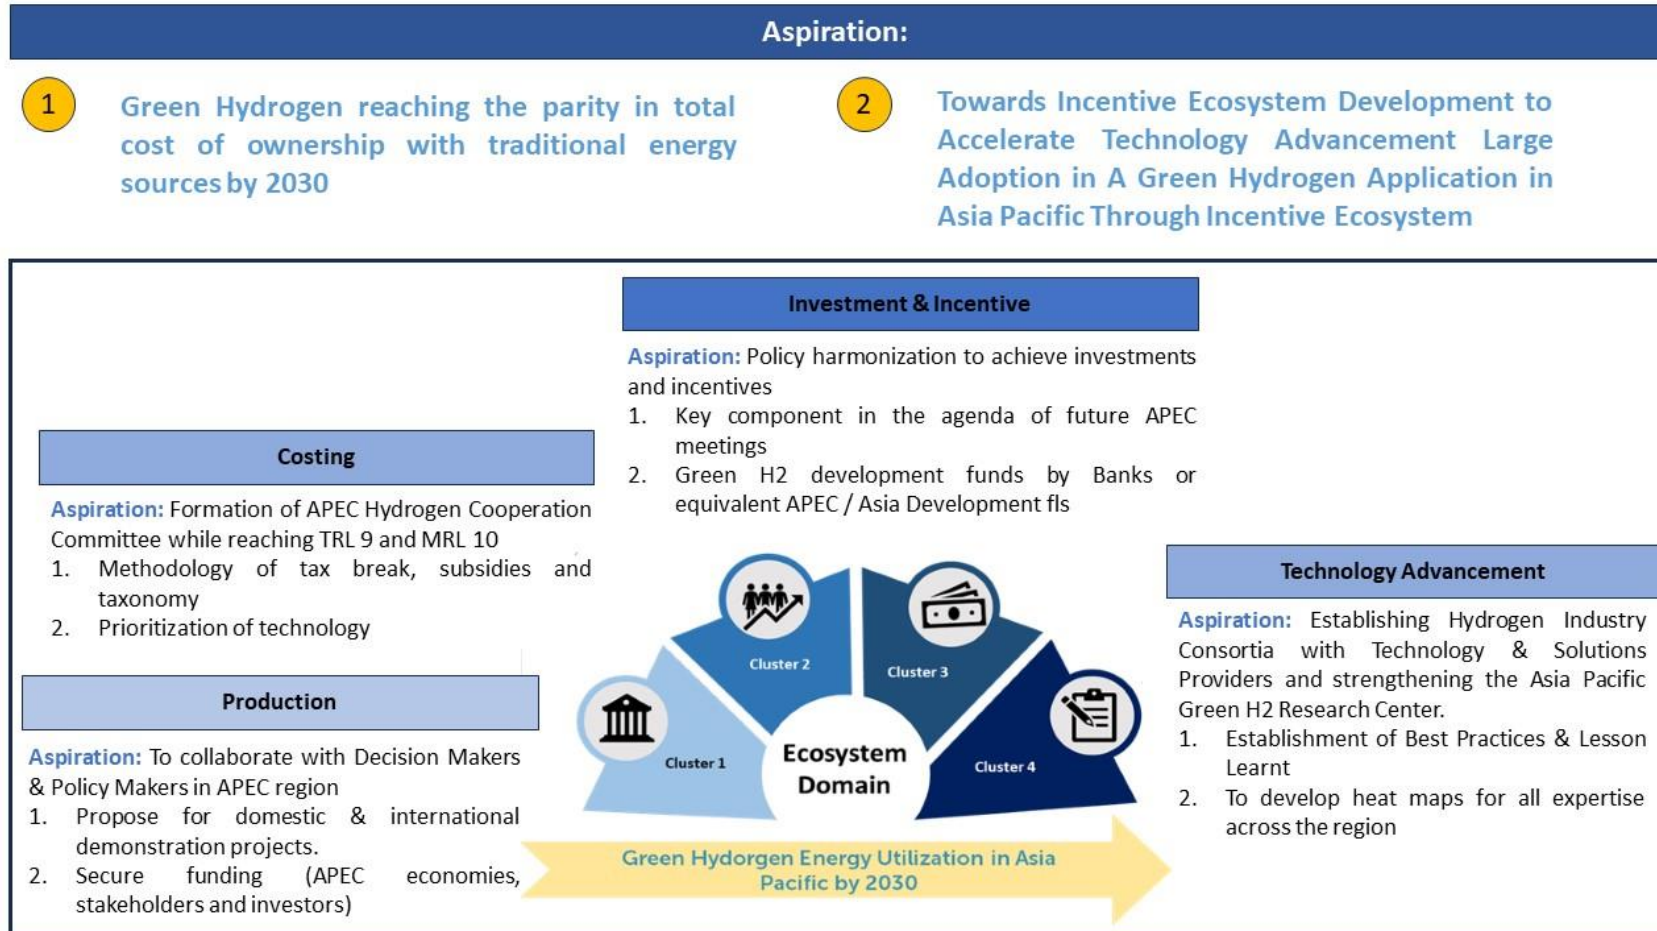 Aspiration:
1
Green Hydrogen reaching the parity in total
cost of ownership with traditional energy
sources by 2030
2
Towards Incentive Ecosystem Development to
Accelerate Technology Advancement Large
Adoption in A Green Hydrogen Application in
Asia Pacific Through Incentive Ecosystem
Investment & Incentive
Aspiration: Policy harmonization to achieve investments
and incentives
1. Key component in the agenda of future APEC
meetings
2. Green H2 development funds by Banks or
equivalent APEC / Asia Development fls
Costing
Aspiration: Formation of APEC Hydrogen Cooperation
Committee while reaching TRL 9 and MRL 10
1. Methodology of tax break, subsidies and
taxonomy
2. Prioritization of technology
Production
Aspiration: To collaborate with Decision Makers
& Policy Makers in APEC region
1. Propose for domestic & international
demonstration projects.
2. Secure funding (APEC economies,
stakeholders and investors)
Cluster 1
Cluster 2
Cluster 3
Cluster 4
Ecosystem
Domain
Green Hydorgen Energy Utilization in Asia
Pacific by 2030
Technology Advancement
Aspiration: Establishing Hydrogen Industry
Consortia with Technology & Solutions
Providers and strengthening the Asia Pacific
Green H2 Research Center.
1. Establishment of Best Practices & Lesson
Learnt
2. To develop heat maps for all expertise
across the region